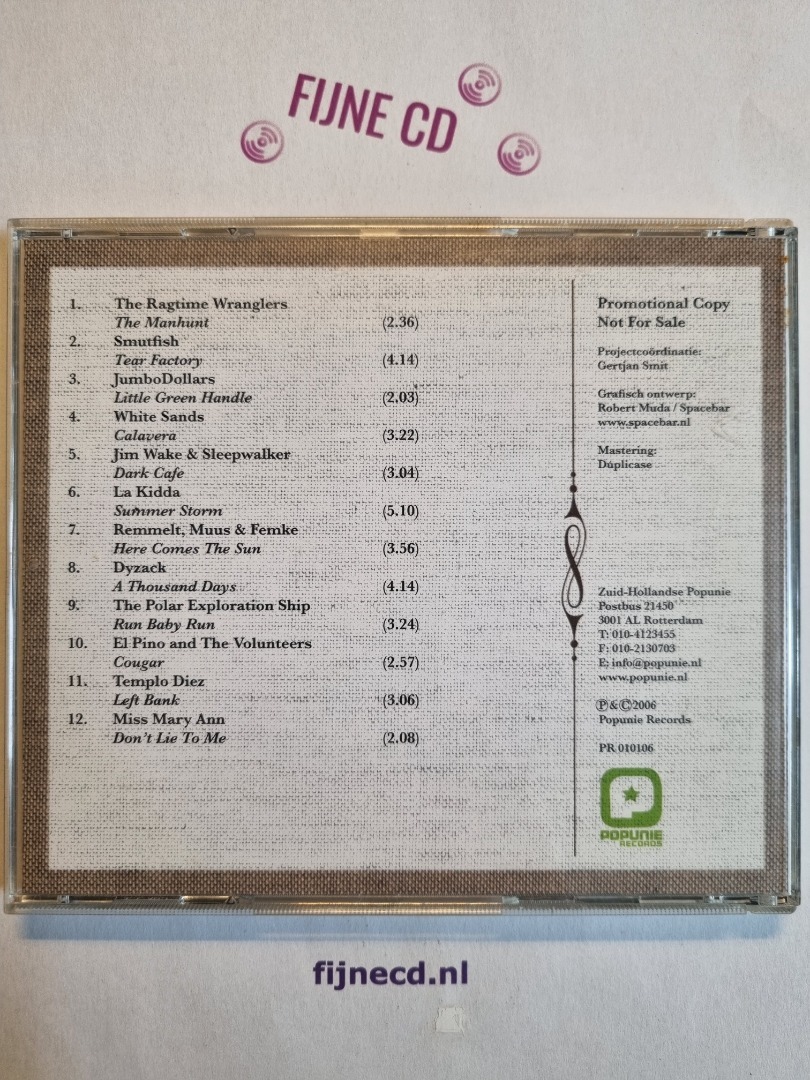 FIJNE CD
1. The Ragtime Wranglers
The Manhunt (2.36)
2. Smutfish
Tear Factory (4.14)
3. JumboDollars
Little Green Handle (2.03)
4. White Sands
Calavera (3.22)
5. Jim Wake & Sleepwalker
Dark Cafe (3.04)
6. La Kidda
Summer Storm (5.10)
7. Remmelt, Muus & Femke
Here Comes The Sun (3.56)
8. Dyzack
A Thousand Days (4.14)
9. The Polar Exploration Ship
Run Baby Run (3.24)
10. El Pino and The Volunteers
Cougar (2.57)
11. Templo Diez
Left Bank (3.06)
12. Miss Mary Ann
Don't Lie To Me (2.08)
Promotional Copy
Not For Sale
Projectcoördinatie:
Gertjan Smit
Grafisch ontwerp:
Robert Muda / Spacebar
www.spacebar.nl
Mastering:
Duplicase
Zuid-Hollandse Popunie
Postbus 21450
3001 AL Rotterdam
T: 010-4123455
F: 010-2130703
E: info@popunie.nl
www.popunie.nl
Ⓟ&Ⓒ2006
Popunie Records
PR 010106
POPUNIE
RECORDS
fijnecd.nl